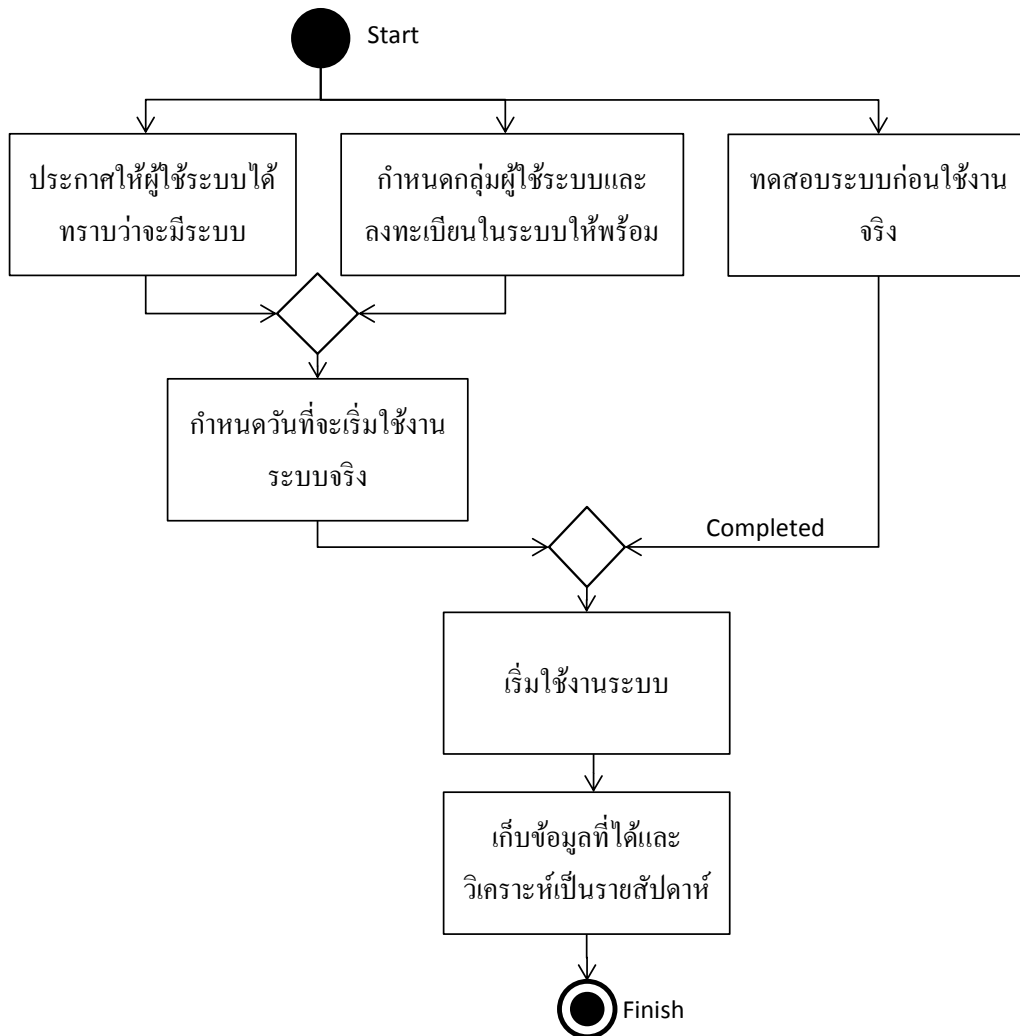 Start
ประกาศให้ผู้ใช้ระบบได้
ทราบว่าจะมีระบบ
กำหนดกลุ่มผู้ใช้ระบบและ
ลงทะเบียนในระบบให้พร้อม
ทดสอบระบบก่อนใช้งาน
จริง
กำหนดวันที่จะเริ่มใช้งาน
ระบบจริง
Completed
เริ่มใช้งานระบบ
เก็บข้อมูลที่ได้และ
วิเคราะห์เป็นรายสัปดาห์
Finish